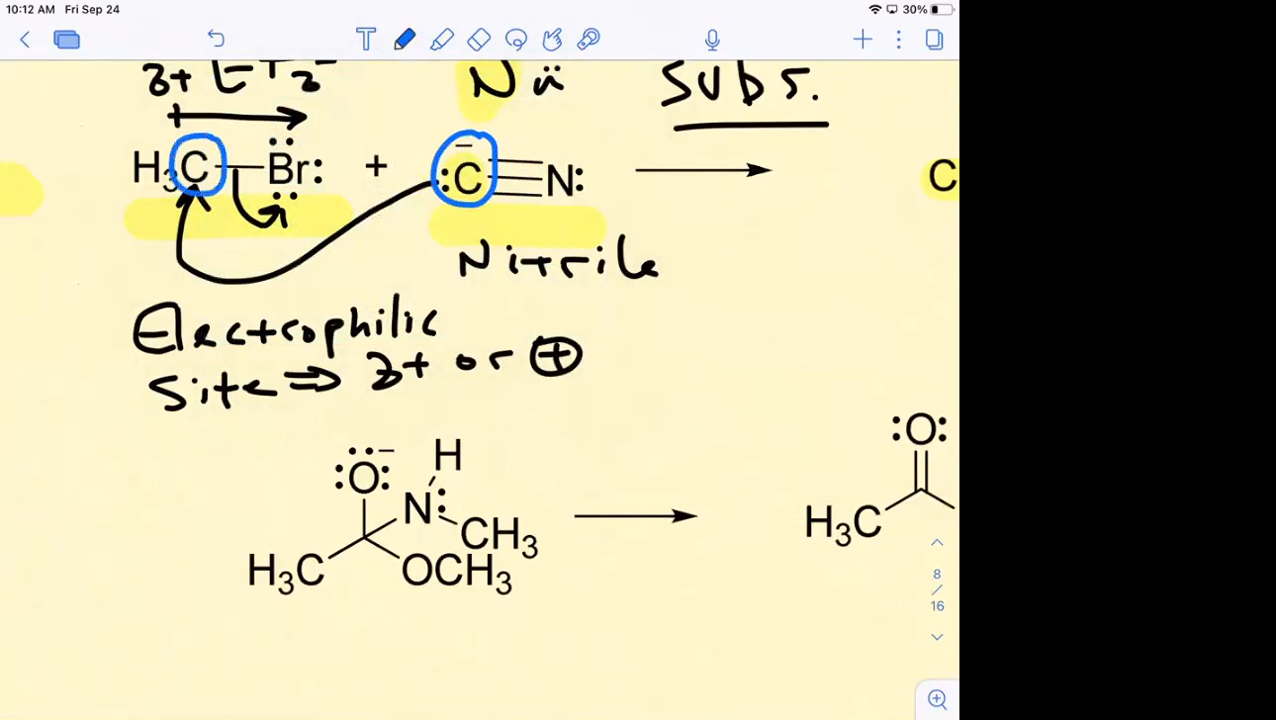 10:12 AM Fri Sep 24 30%
T
Nü Subs.
H₃C—Br: + :C≡N: C
Nitrile
Electrophilic
Site ⇒ δ+ or ⊕
:O: H :O:
N: CH₃ H₃C
H₃C OCH₃
8
/
16